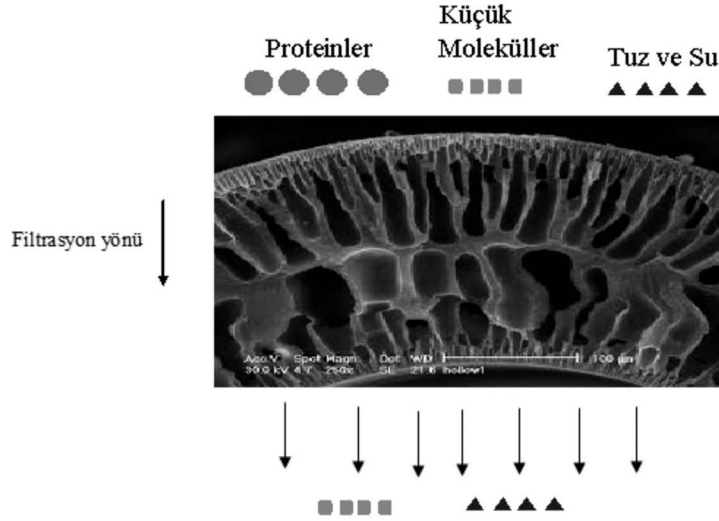 Proteinler
Küçük
Moleküller
Tuz ve Su
Filtrasyon yönü
Acc.V Spot Magn Det WD 100 µm
30.0 kV 4.7 250x SE 21.6 hollow1